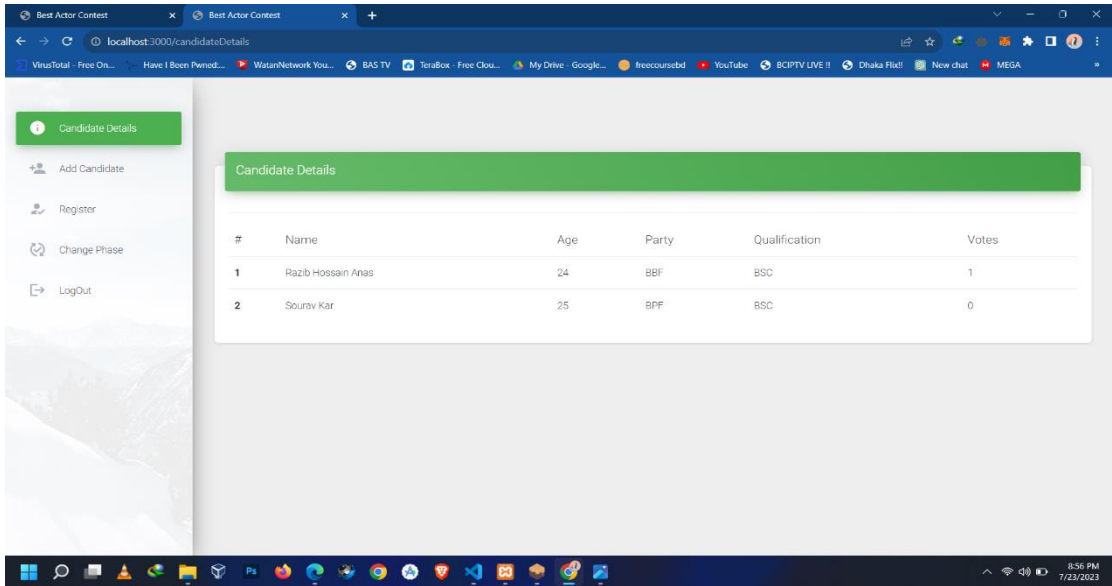 Best Actor Contest
Best Actor Contest
localhost:3000/candidateDetails
VirusTotal - Free On... Have I Been Pwned:... WatanNetwork You... BAS TV TeraBox - Free Clou... My Drive - Google... freecoursebd YouTube BCIPTV LIVE !! Dhaka Flix!! New chat MEGA
Candidate Details
Add Candidate
Register
Change Phase
LogOut
Candidate Details
# Name Age Party Qualification Votes
1 Razib Hossain Anas 24 BBF BSC 1
2 Sourav Kar 25 BPF BSC 0
Ps
8:56 PM
7/23/2023